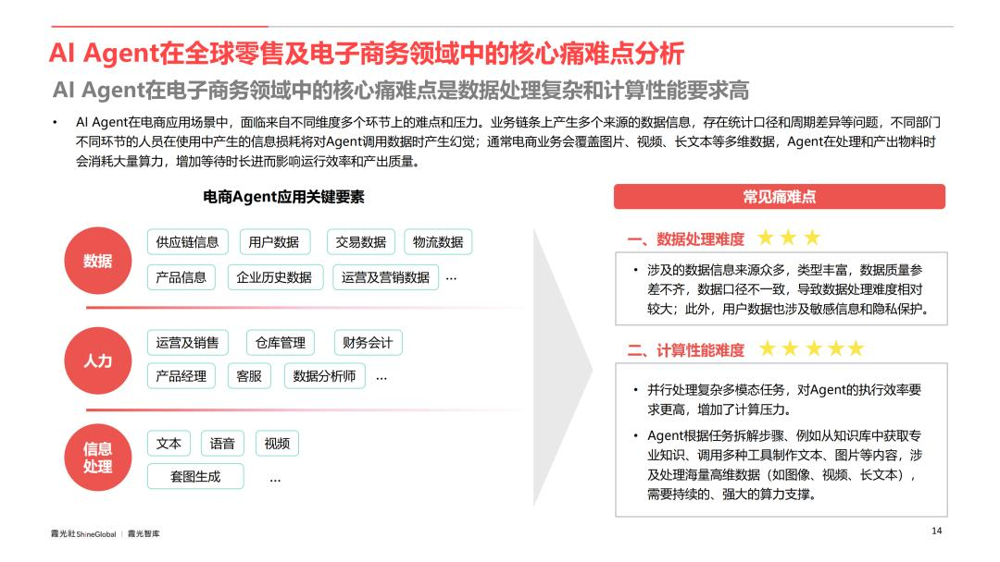 AI Agent在全球零售及电子商务领域中的核心痛难点分析
AI Agent在电子商务领域中的核心痛难点是数据处理复杂和计算性能要求高
• AI Agent在电商应用场景中，面临来自不同维度多个环节上的难点和压力。业务链条上产生多个来源的数据信息，存在统计口径和周期差异等问题，不同部门
不同环节的人员在使用中产生的信息损耗将对Agent调用数据时产生幻觉；通常电商业务会覆盖图片、视频、长文本等多维数据，Agent在处理和产出物料时
会消耗大量算力，增加等待时长进而影响运行效率和产出质量。
电商Agent应用关键要素
数据
供应链信息 用户数据 交易数据 物流数据
产品信息 企业历史数据 运营及营销数据 ...
人力
运营及销售 仓库管理 财务会计
产品经理 客服 数据分析师 ...
信息
处理
文本 语音 视频
套图生成 ...
常见痛难点
一、数据处理难度 ★★★
• 涉及的数据信息来源众多，类型丰富，数据质量参
差不齐，数据口径不一致，导致数据处理难度相对
较大；此外，用户数据也涉及敏感信息和隐私保护。
二、计算性能难度 ★★★★★
• 并行处理复杂多模态任务，对Agent的执行效率要
求更高，增加了计算压力。
• Agent根据任务拆解步骤、例如从知识库中获取专
业知识、调用多种工具制作文本、图片等内容，涉
及处理海量高维数据（如图像、视频、长文本），
需要持续的、强大的算力支撑。
霞光社ShineGlobal | 霞光智库
14